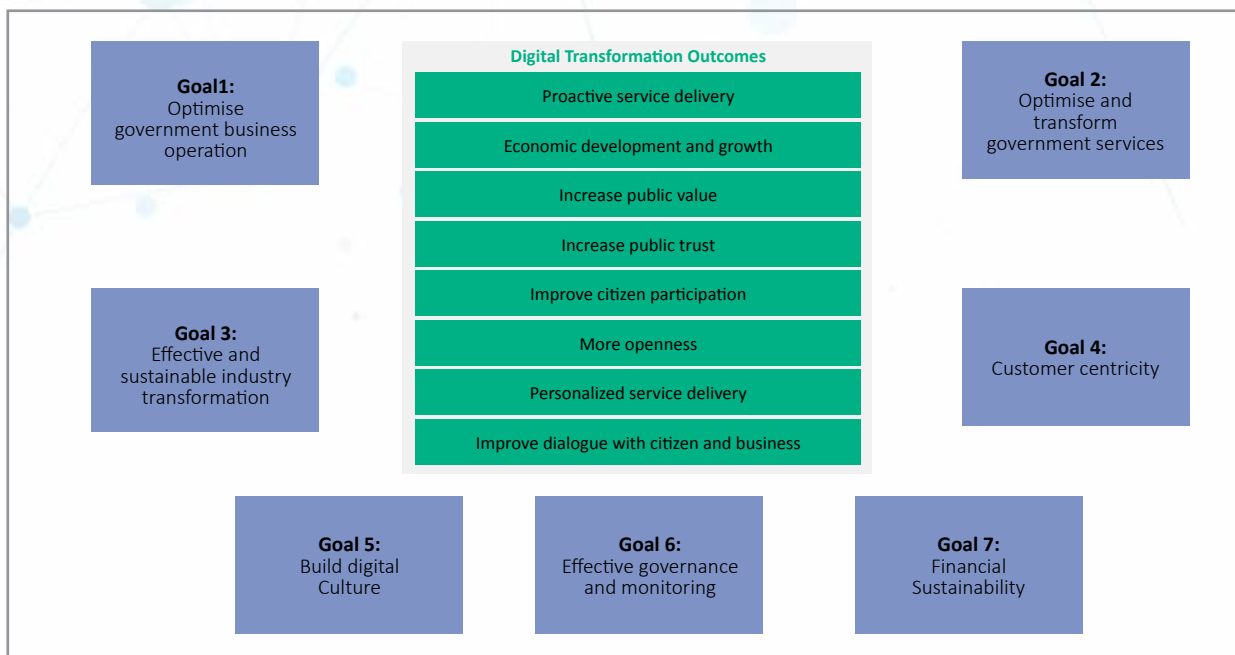 Goal1:
Optimise
government business
operation
Digital Transformation Outcomes
Proactive service delivery
Economic development and growth
Increase public value
Increase public trust
Improve citizen participation
More openness
Personalized service delivery
Improve dialogue with citizen and business
Goal 2:
Optimise and
transform
government services
Goal 3:
Effective and
sustainable industry
transformation
Goal 4:
Customer centricity
Goal 5:
Build digital
Culture
Goal 6:
Effective governance
and monitoring
Goal 7:
Financial
Sustainability